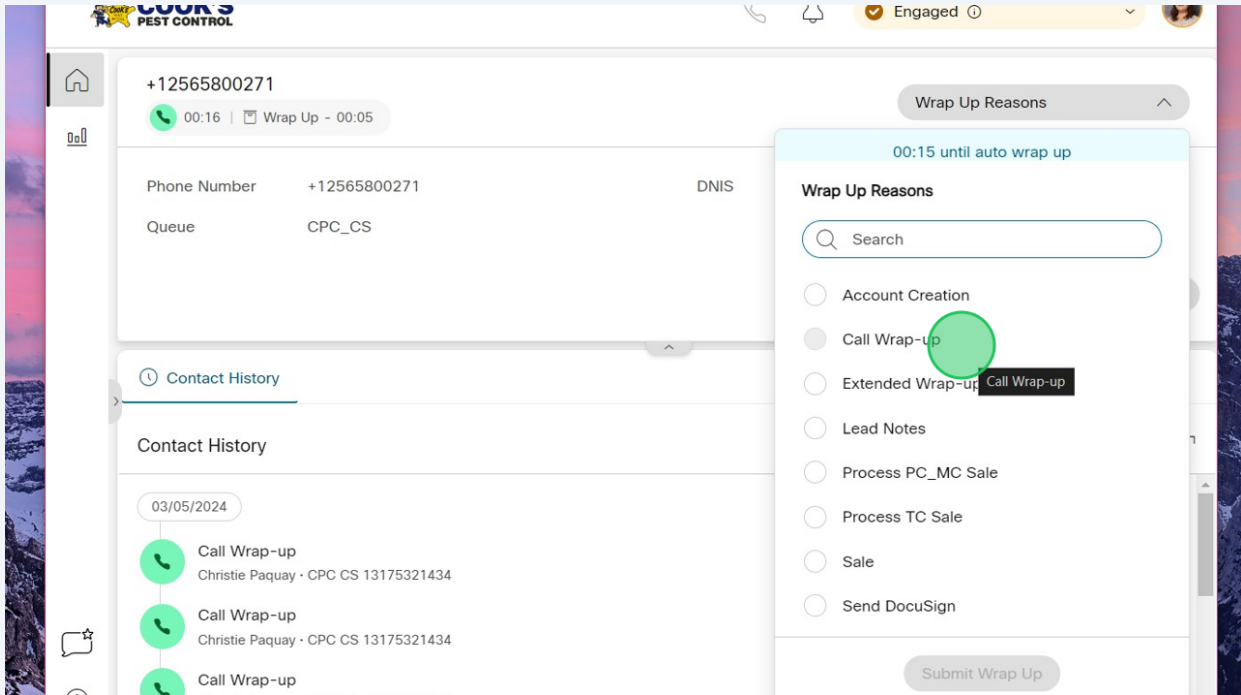 COOK'S
PEST CONTROL
Engaged
+12565800271
00:16 | Wrap Up - 00:05
Wrap Up Reasons
00:15 until auto wrap up
Phone Number +12565800271 DNIS
Queue CPC_CS
Wrap Up Reasons
Search
Account Creation
Call Wrap-up
Extended Wrap-up
Call Wrap-up
Lead Notes
Process PC_MC Sale
Process TC Sale
Sale
Send DocuSign
Submit Wrap Up
Contact History
Contact History
03/05/2024
Call Wrap-up
Christie Paquay · CPC CS 13175321434
Call Wrap-up
Christie Paquay · CPC CS 13175321434
Call Wrap-up